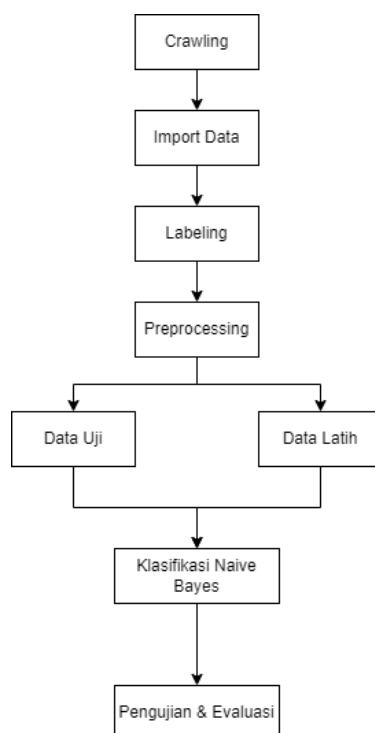 Crawling
Import Data
Labeling
Preprocessing
Data Uji
Data Latih
Klasifikasi Naive
Bayes
Pengujian & Evaluasi